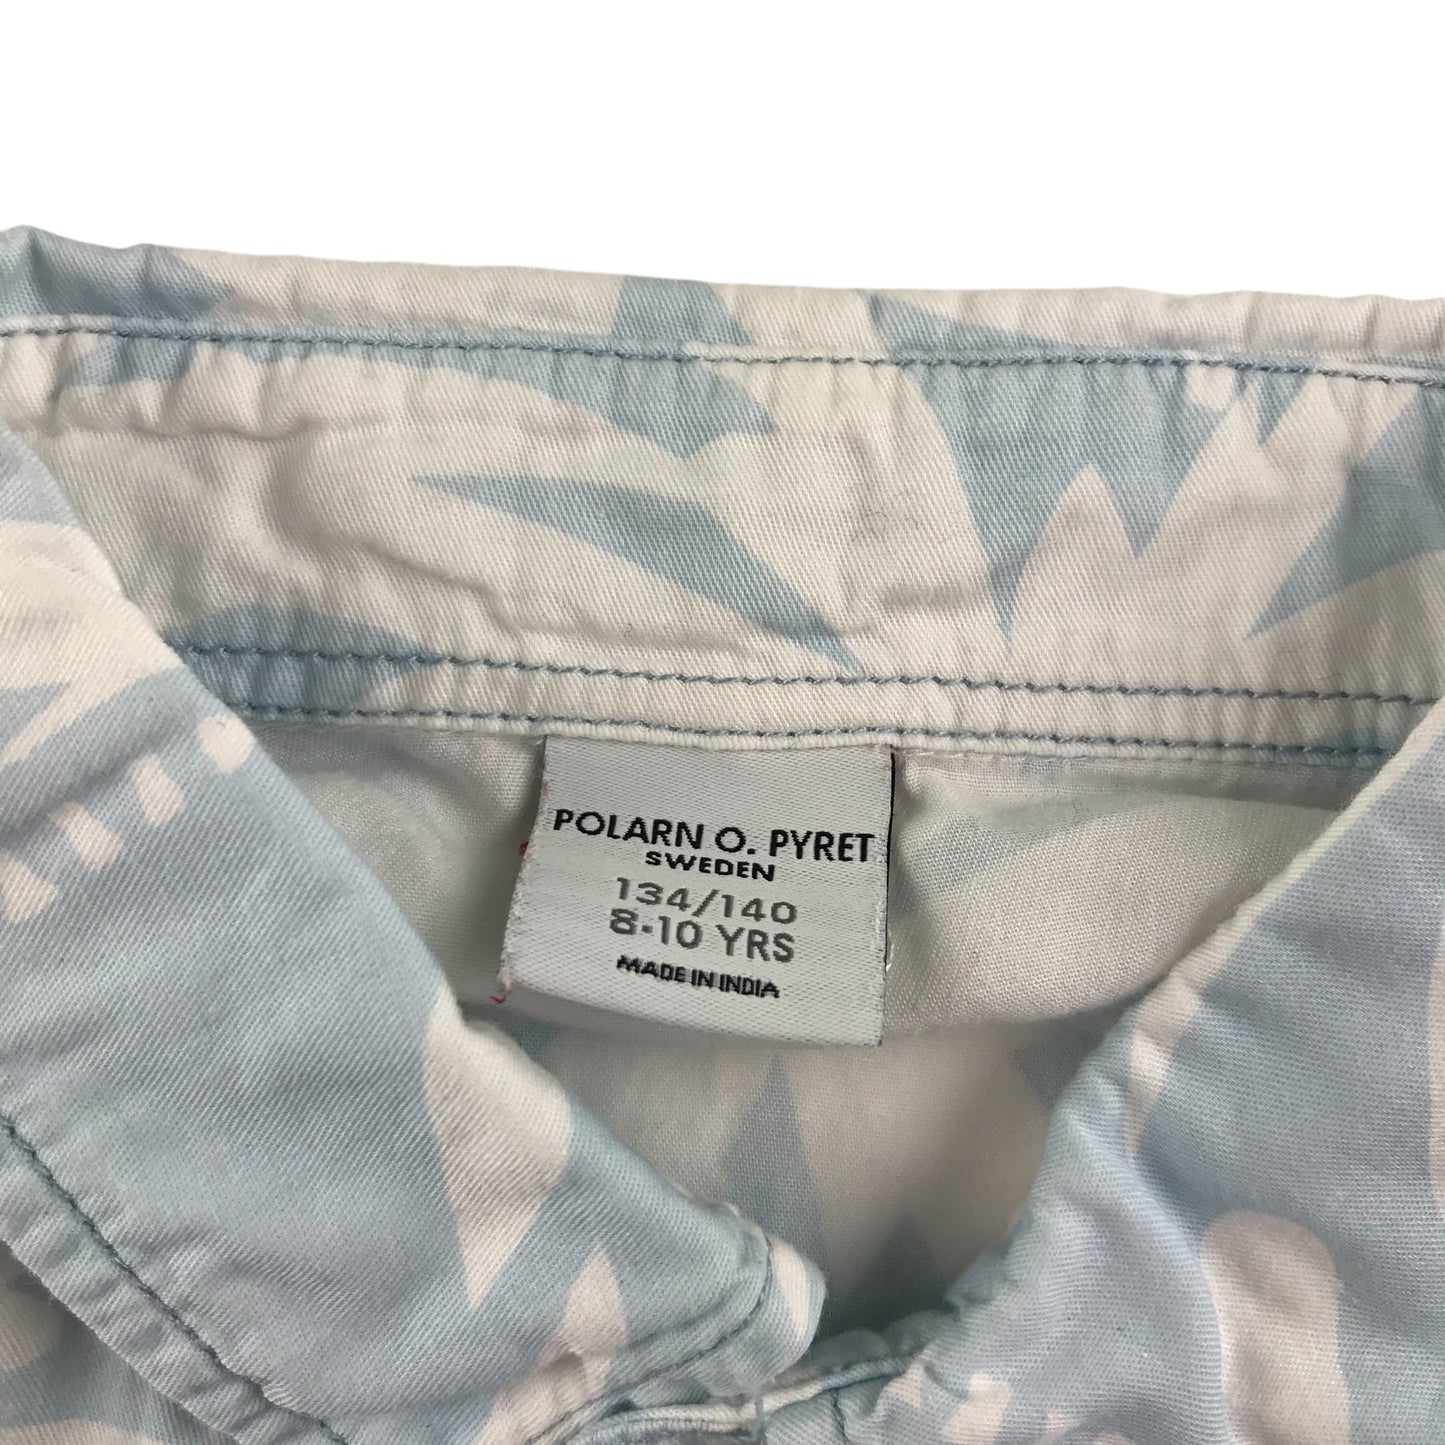 POLARN O. PYRET
SWEDEN
134/140
8-10 YRS
MADE IN INDIA